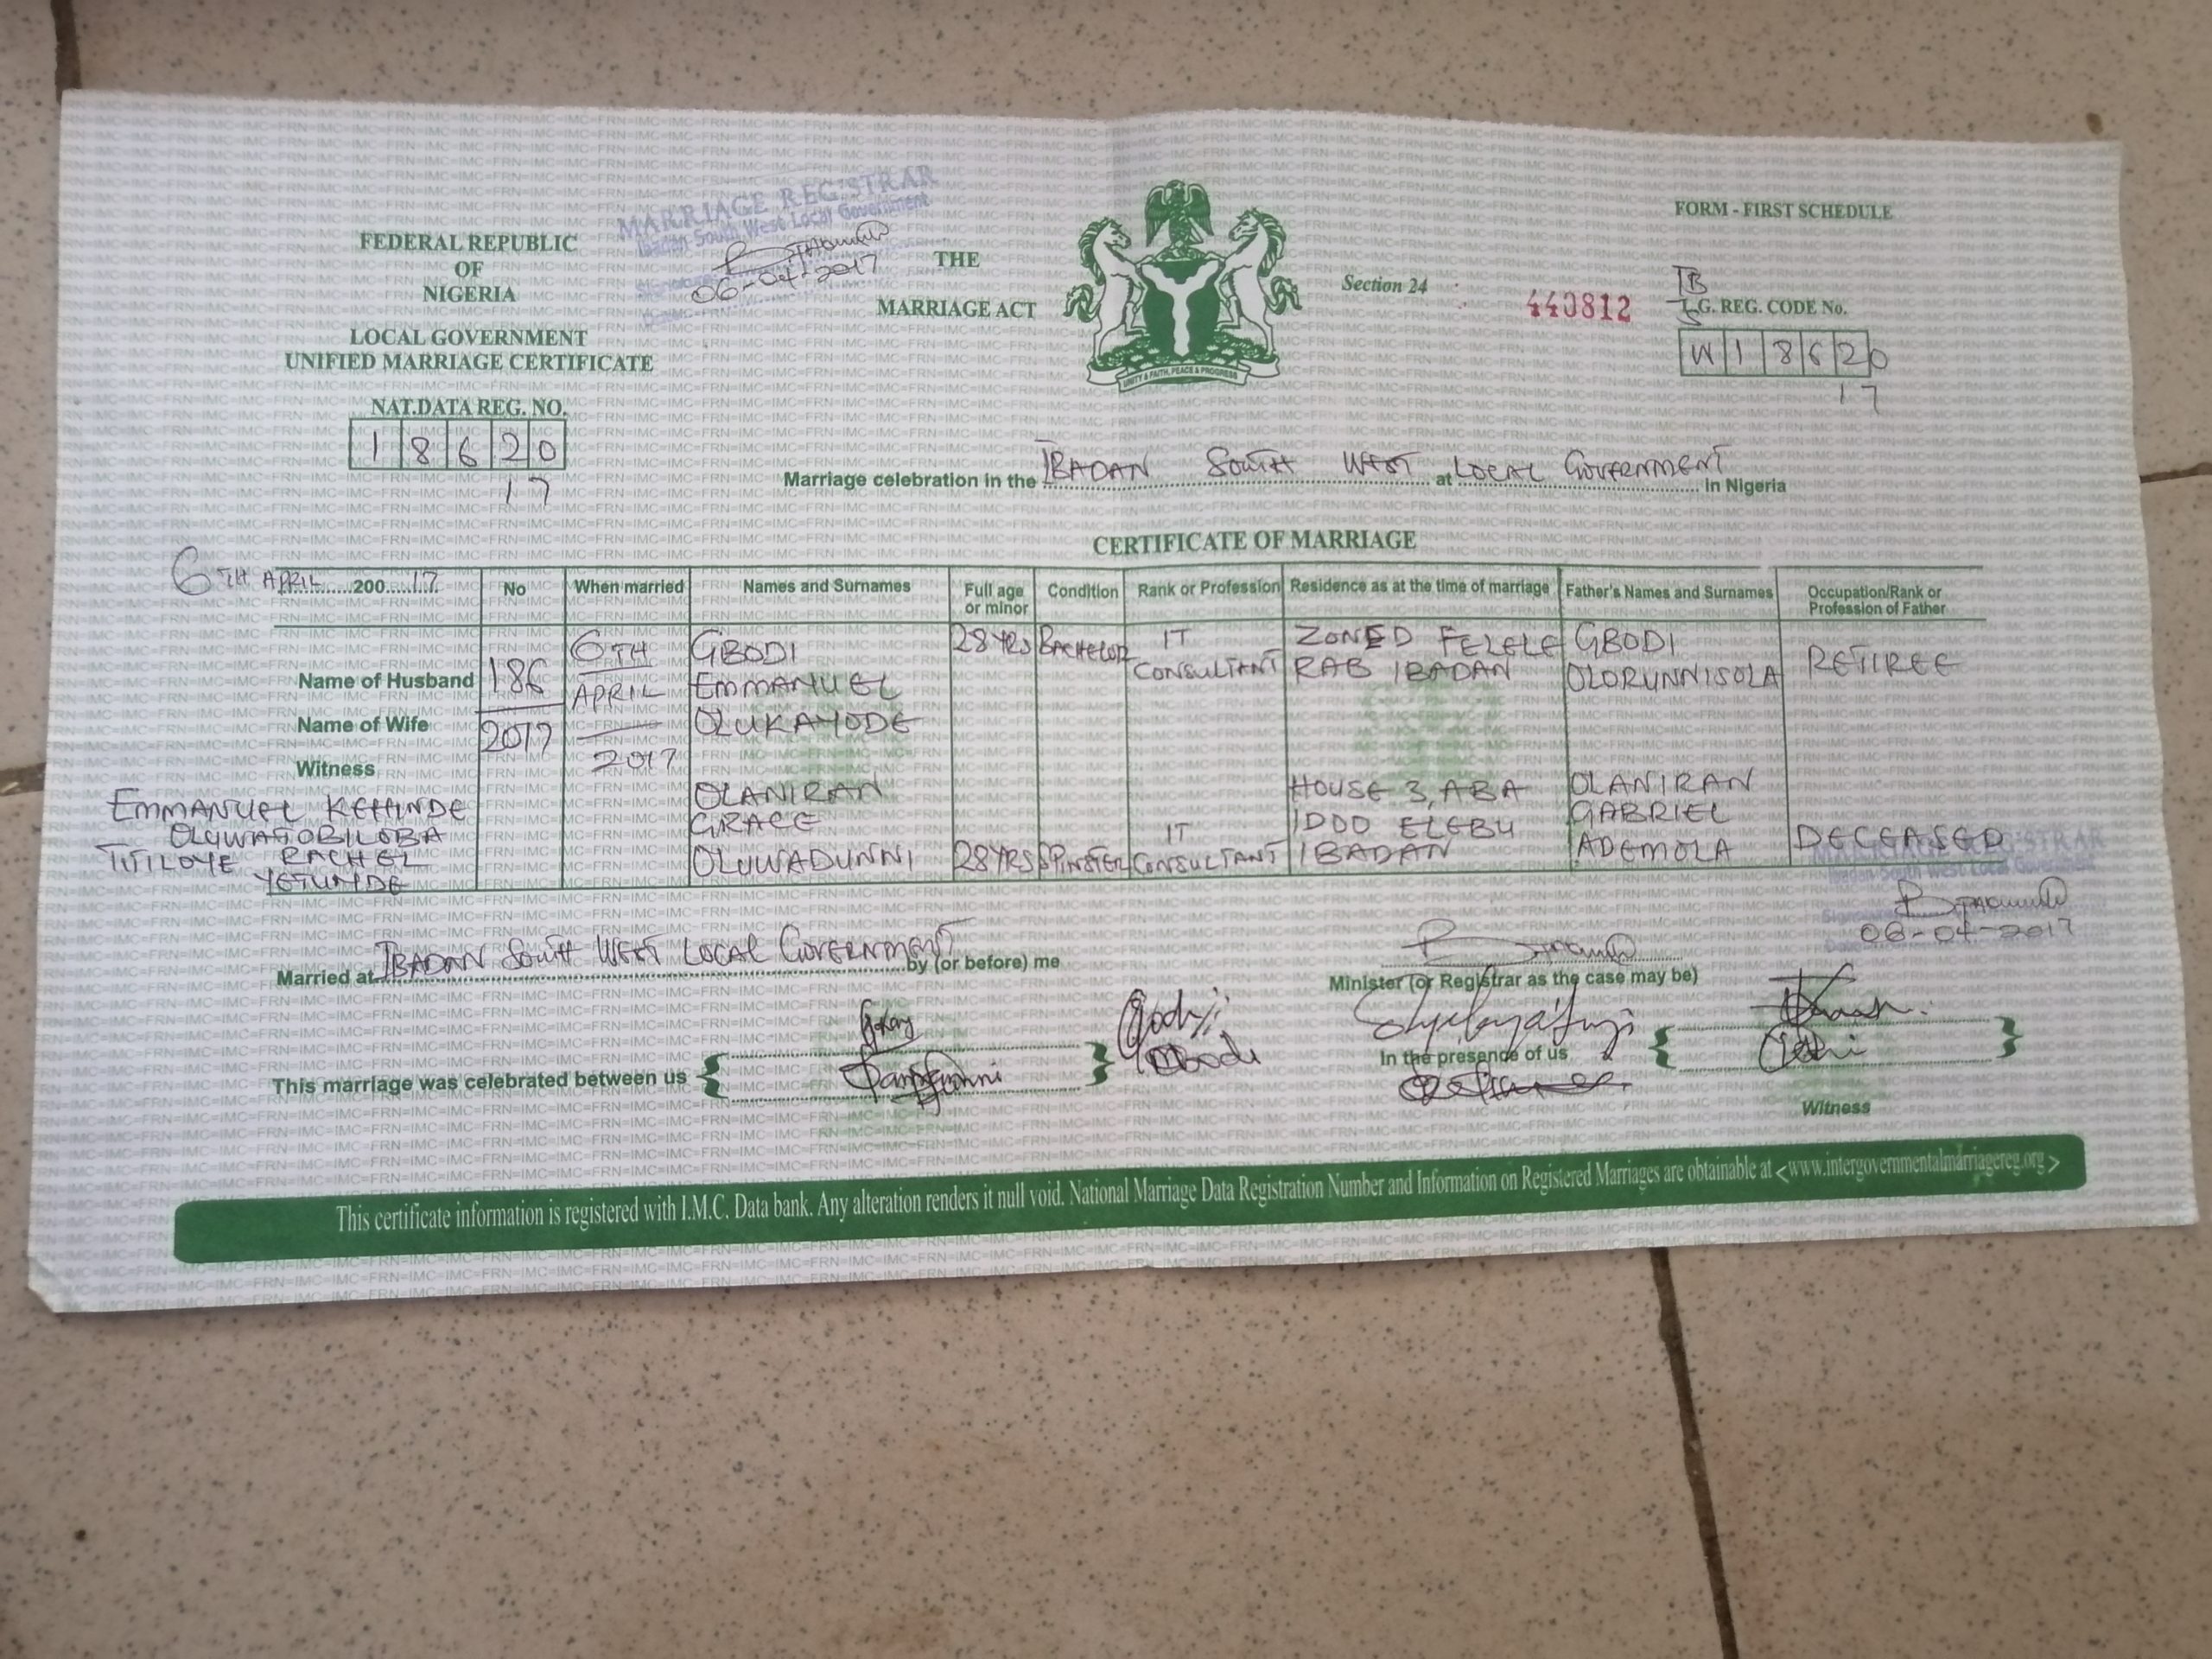 MARRIAGE REGISTRAR
Ibadan South West Local Government
06-04-2017
FEDERAL REPUBLIC
OF
NIGERIA
LOCAL GOVERNMENT
UNIFIED MARRIAGE CERTIFICATE
NAT.DATA REG. NO.
1 8 6 2 0
17
THE
MARRIAGE ACT
UNITY & FAITH, PEACE & PROGRESS
Section 24
440812
FORM - FIRST SCHEDULE
IB
L.G. REG. CODE No.
S
W 1 8 6 2 0
17
Marriage celebration in the IBADAN SOUTH WEST at LOCAL GOVERNMENT in Nigeria
CERTIFICATE OF MARRIAGE
6TH APRIL 200 17
No
When married
Names and Surnames
Full age or minor
Condition
Rank or Profession
Residence as at the time of marriage
Father's Names and Surnames
Occupation/Rank or Profession of Father
Name of Husband
Name of Wife
Witness
EMMANUEL KEHINDE
OLUWATOBILOBA
TITILOYE RACHEL
YETUNDE
186
2017
6TH
APRIL
2017
GBODI
EMMANUEL
OLUKAYODE
28YRS
BACHELOR
IT
CONSULTANT
ZONED FELELE
RAB IBADAN
GBODI
OLORUNNISOLA
RETIREE
OLANIRAN
GRACE
OLUWADUNNI
28YRS
SPINSTER
IT
CONSULTANT
HOUSE 3, ABA
IDDO ELEBU
IBADAN
OLANIRAN
GABRIEL
ADEMOLA
DECEASED
MARRIAGE REGISTRAR
Ibadan South West Local Government
06-04-2017
Married at IBADAN SOUTH WEST LOCAL GOVERNMENT by (or before) me
Minister (or Registrar as the case may be)
This marriage was celebrated between us
In the presence of us
Witness
This certificate information is registered with I.M.C. Data bank. Any alteration renders it null void. National Marriage Data Registration Number and Information on Registered Marriages are obtainable at <www.intergovernmentalmarriagereg.org>